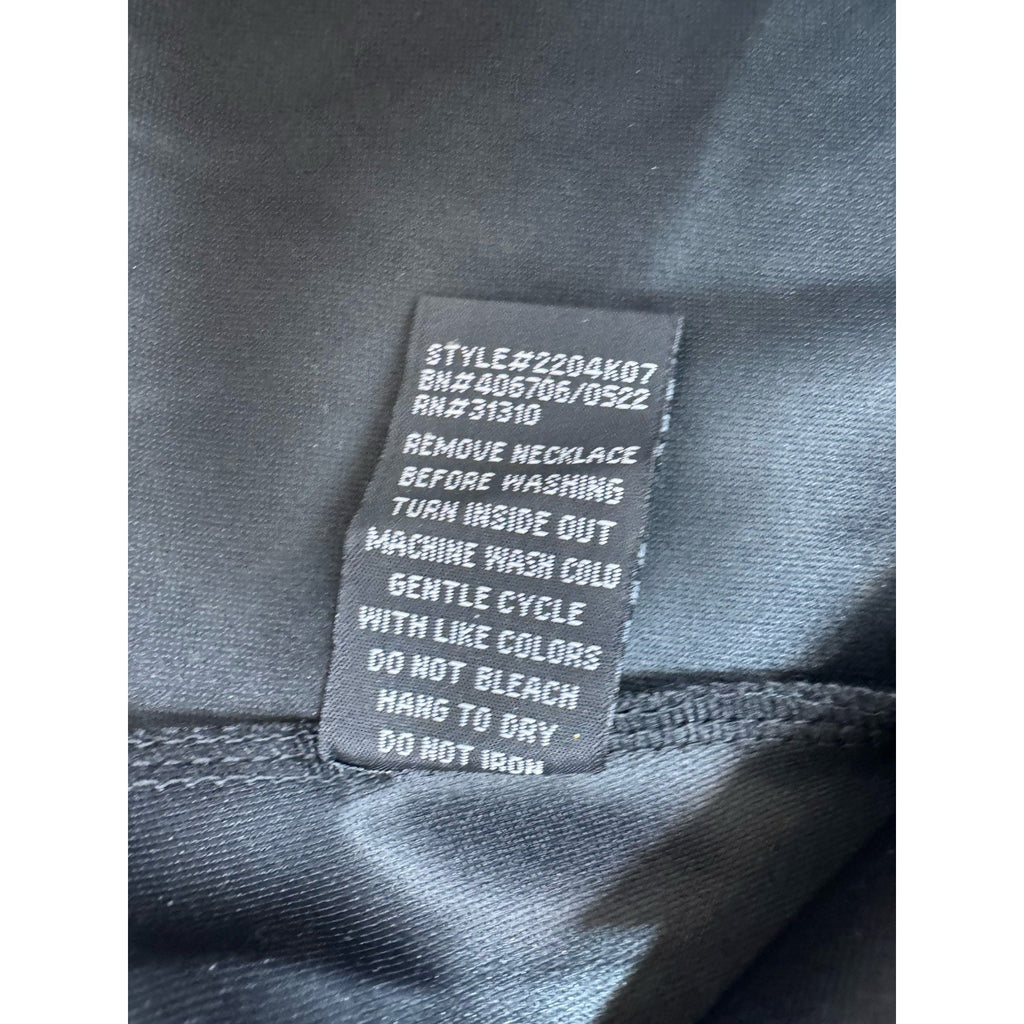 STYLE#2204K07
BN#406706/0522
RN#31310
REMOVE NECKLACE
BEFORE WASHING
TURN INSIDE OUT
MACHINE WASH COLD
GENTLE CYCLE
WITH LIKE COLORS
DO NOT BLEACH
HANG TO DRY
DO NOT IRON